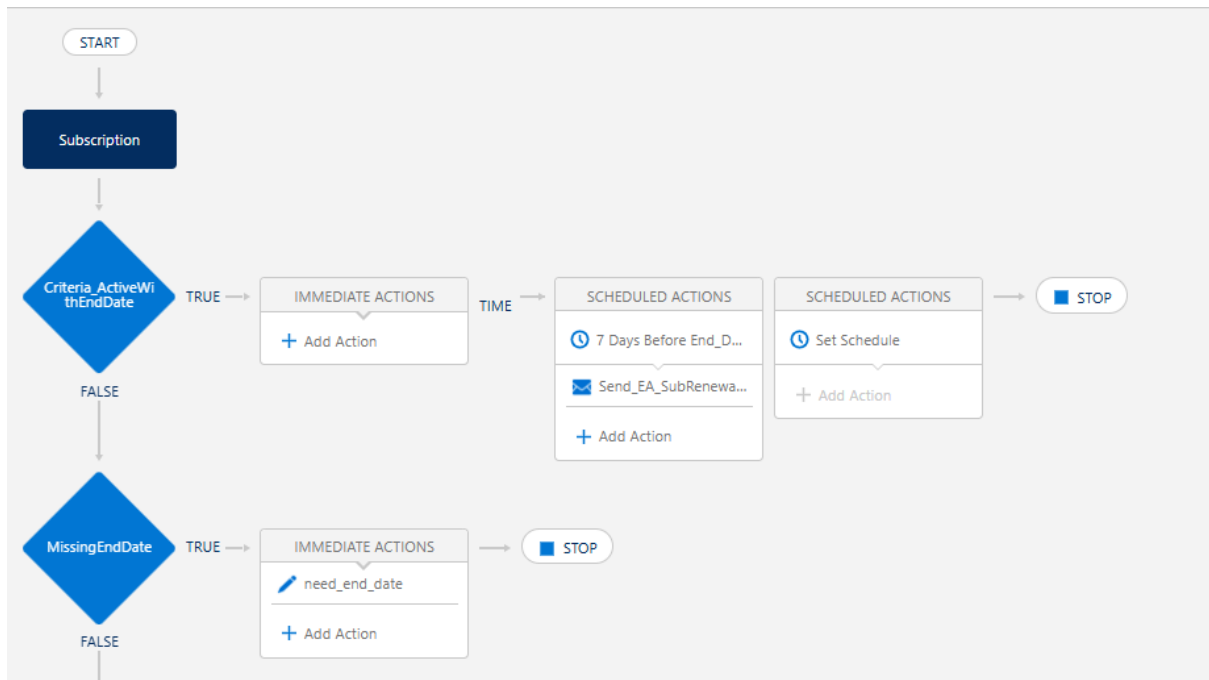 START
Subscription
Criteria_ActiveWi
thEndDate
TRUE
IMMEDIATE ACTIONS
+ Add Action
TIME
SCHEDULED ACTIONS
7 Days Before End_D...
Send_EA_SubRenewa...
+ Add Action
SCHEDULED ACTIONS
Set Schedule
+ Add Action
STOP
FALSE
MissingEndDate
TRUE
IMMEDIATE ACTIONS
need_end_date
+ Add Action
STOP
FALSE